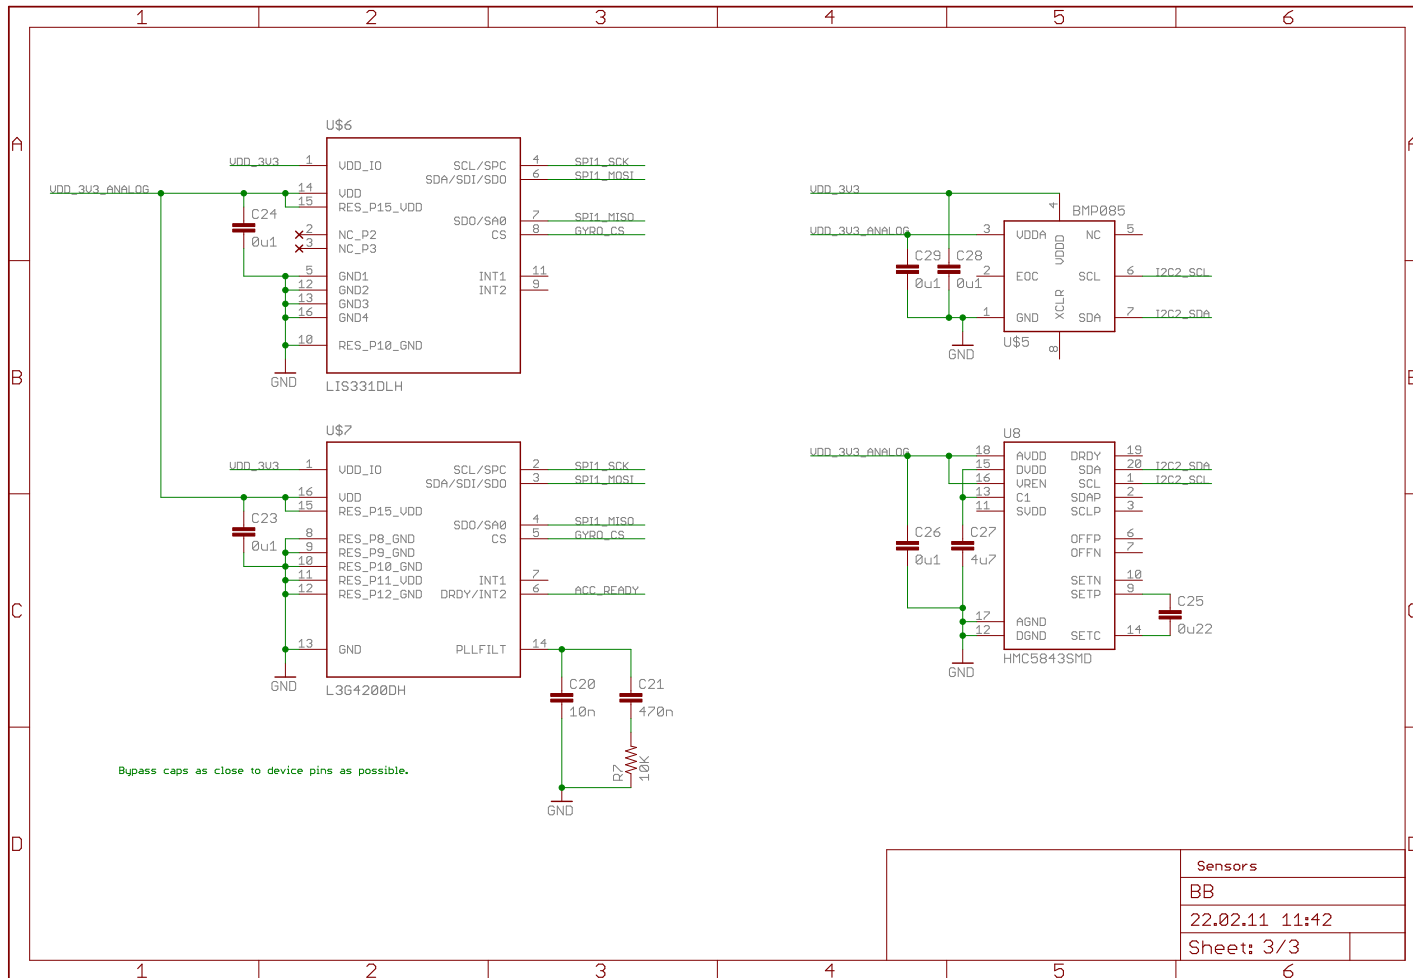 1 2 3 4 5 6
A
B
C
D
U$6
VDD_3V3 1 VDD_IO SCL/SPC 4 SPI1_SCK
SDA/SDI/SDO 6 SPI1_MOSI
VDD_3V3_ANALOG 14 VDD
15 RES_P15_VDD
C24
0u1
SDO/SA0 7 SPI1_MISO
2 NC_P2 CS 8 GYRO_CS
3 NC_P3
5 GND1 INT1 11
12 GND2 INT2 9
13 GND3
16 GND4
10 RES_P10_GND
GND
LIS331DLH
U$7
VDD_3V3 1 VDD_IO SCL/SPC 2 SPI1_SCK
SDA/SDI/SDO 3 SPI1_MOSI
16 VDD
15 RES_P15_VDD
C23
0u1
SDO/SA0 4 SPI1_MISO
8 RES_P8_GND CS 5 GYRO_CS
9 RES_P9_GND
10 RES_P10_GND
11 RES_P11_VDD INT1 7
12 RES_P12_GND DRDY/INT2 6 ACC_READY
13 GND PLLFILT 14
GND
L3G4200DH
C20
10n
C21
470n
R7
10K
GND
Bypass caps as close to device pins as possible.
VDD_3V3
4
BMP085
VDD_3V3_ANALOG 3 VDDA VDDD NC 5
C29
0u1
C28
0u1
2 EOC SCL 6 I2C2_SCL
1 GND XCLR SDA 7 I2C2_SDA
GND
U$5
8
U8
VDD_3V3_ANALOG 18 AVDD DRDY 19
15 DVDD SDA 20 I2C2_SDA
16 VREN SCL 1 I2C2_SCL
13 C1 SDAP 2
11 SVDD SCLP 3
C26
0u1
C27
4u7
OFFP 6
OFFN 7
SETN 10
SETP 9
C25
0u22
17 AGND
12 DGND SETC 14
GND
HMC5843SMD
Sensors
BB
22.02.11 11:42
Sheet: 3/3
1 2 3 4 5 6